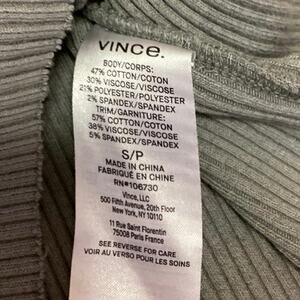 VINCE.
BODY/CORPS:
47% COTTON/COTON
30% VISCOSE/VISCOSE
21% POLYESTER/POLYESTER
2% SPANDEX/SPANDEX
TRIM/GARNITURE:
57% COTTON/COTON
38% VISCOSE/VISCOSE
5% SPANDEX/SPANDEX
S/P
MADE IN CHINA
FABRIQUÉ EN CHINE
RN#106730
Vince, LLC
500 Fifth Avenue, 20th Floor
New York, NY 10110
11 Rue Saint Florentin
75008 Paris France
SEE REVERSE FOR CARE
VOIR AU VERSO POUR LES SOINS